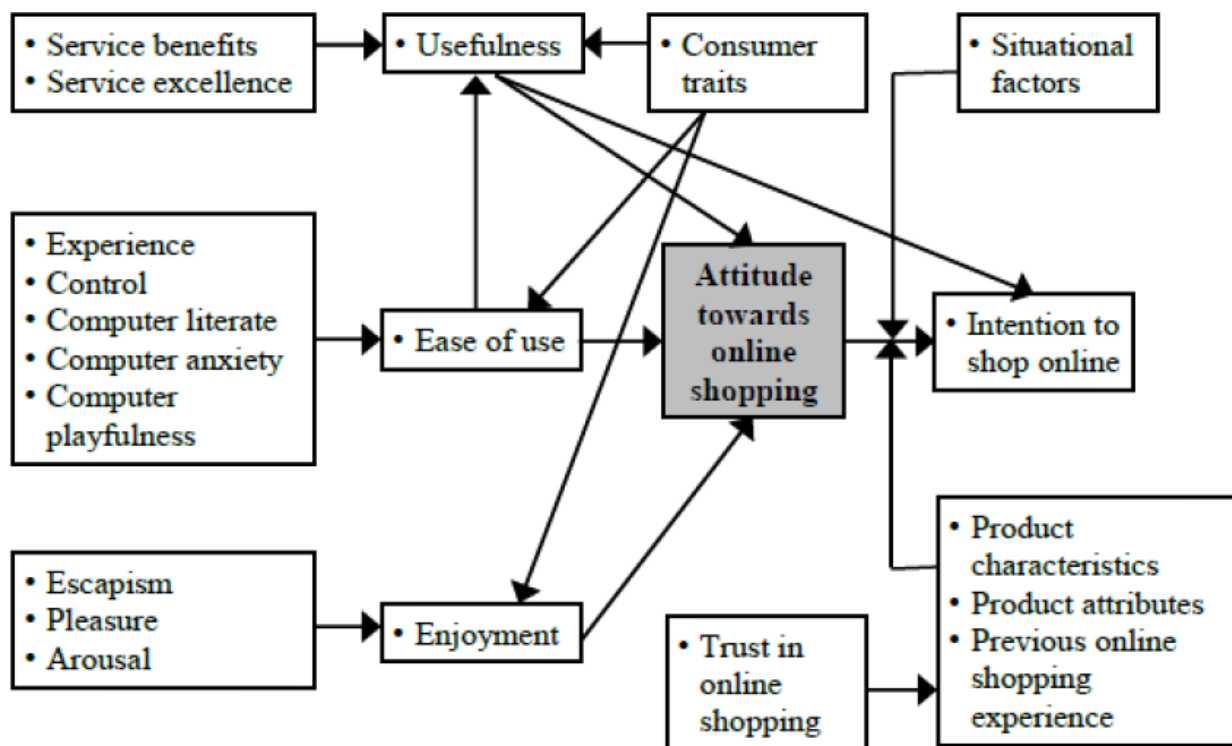 • Service benefits
• Service excellence
• Usefulness
• Consumer
traits
• Situational
factors
• Experience
• Control
• Computer literate
• Computer anxiety
• Computer
playfulness
• Ease of use
Attitude
towards
online
shopping
• Intention to
shop online
• Escapism
• Pleasure
• Arousal
• Enjoyment
• Trust in
online
shopping
• Product
characteristics
• Product attributes
• Previous online
shopping
experience